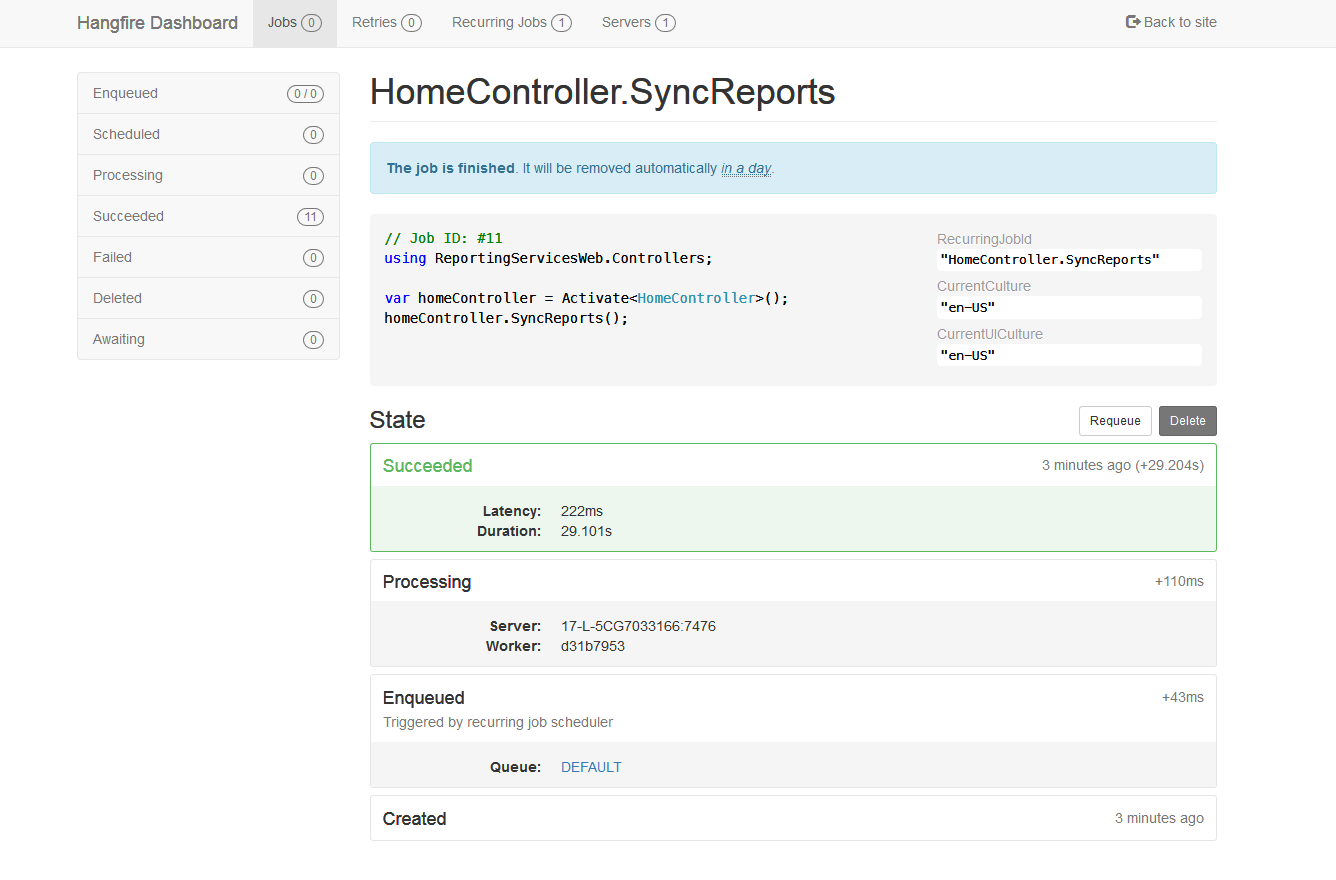 Hangfire Dashboard Jobs 0 Retries 0 Recurring Jobs 1 Servers 1 Back to site
Enqueued 0 / 0
Scheduled 0
Processing 0
Succeeded 11
Failed 0
Deleted 0
Awaiting 0
HomeController.SyncReports
The job is finished. It will be removed automatically in a day.
// Job ID: #11
using ReportingServicesWeb.Controllers;
var homeController = Activate<HomeController>();
homeController.SyncReports();
RecurringJobId
"HomeController.SyncReports"
CurrentCulture
"en-US"
CurrentUICulture
"en-US"
State Requeue Delete
Succeeded 3 minutes ago (+29.204s)
Latency: 222ms
Duration: 29.101s
Processing +110ms
Server: 17-L-5CG7033166:7476
Worker: d31b7953
Enqueued +43ms
Triggered by recurring job scheduler
Queue: DEFAULT
Created 3 minutes ago